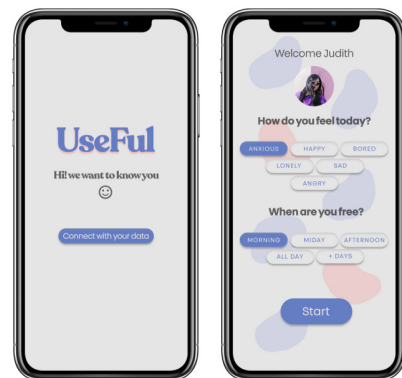 UseFul
Hi! we want to know you
Connect with your data
Welcome Judith
How do you feel today?
ANXIOUS HAPPY BORED
LONELY SAD
ANGRY
When are you free?
MORNING MIDAY AFTERNOON
ALL DAY + DAYS
Start